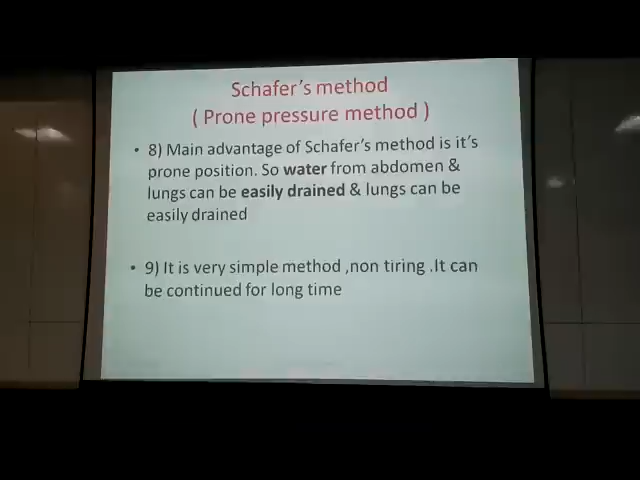 Schafer's method
( Prone pressure method )
• 8) Main advantage of Schafer's method is it's
prone position. So water from abdomen &
lungs can be easily drained & lungs can be
easily drained
• 9) It is very simple method ,non tiring .It can
be continued for long time